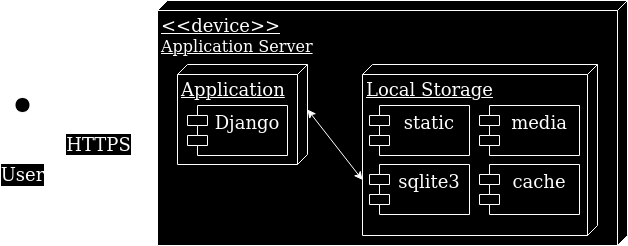 <<device>>
Application Server
Application
Django
Local Storage
static
media
sqlite3
cache
HTTPS
User